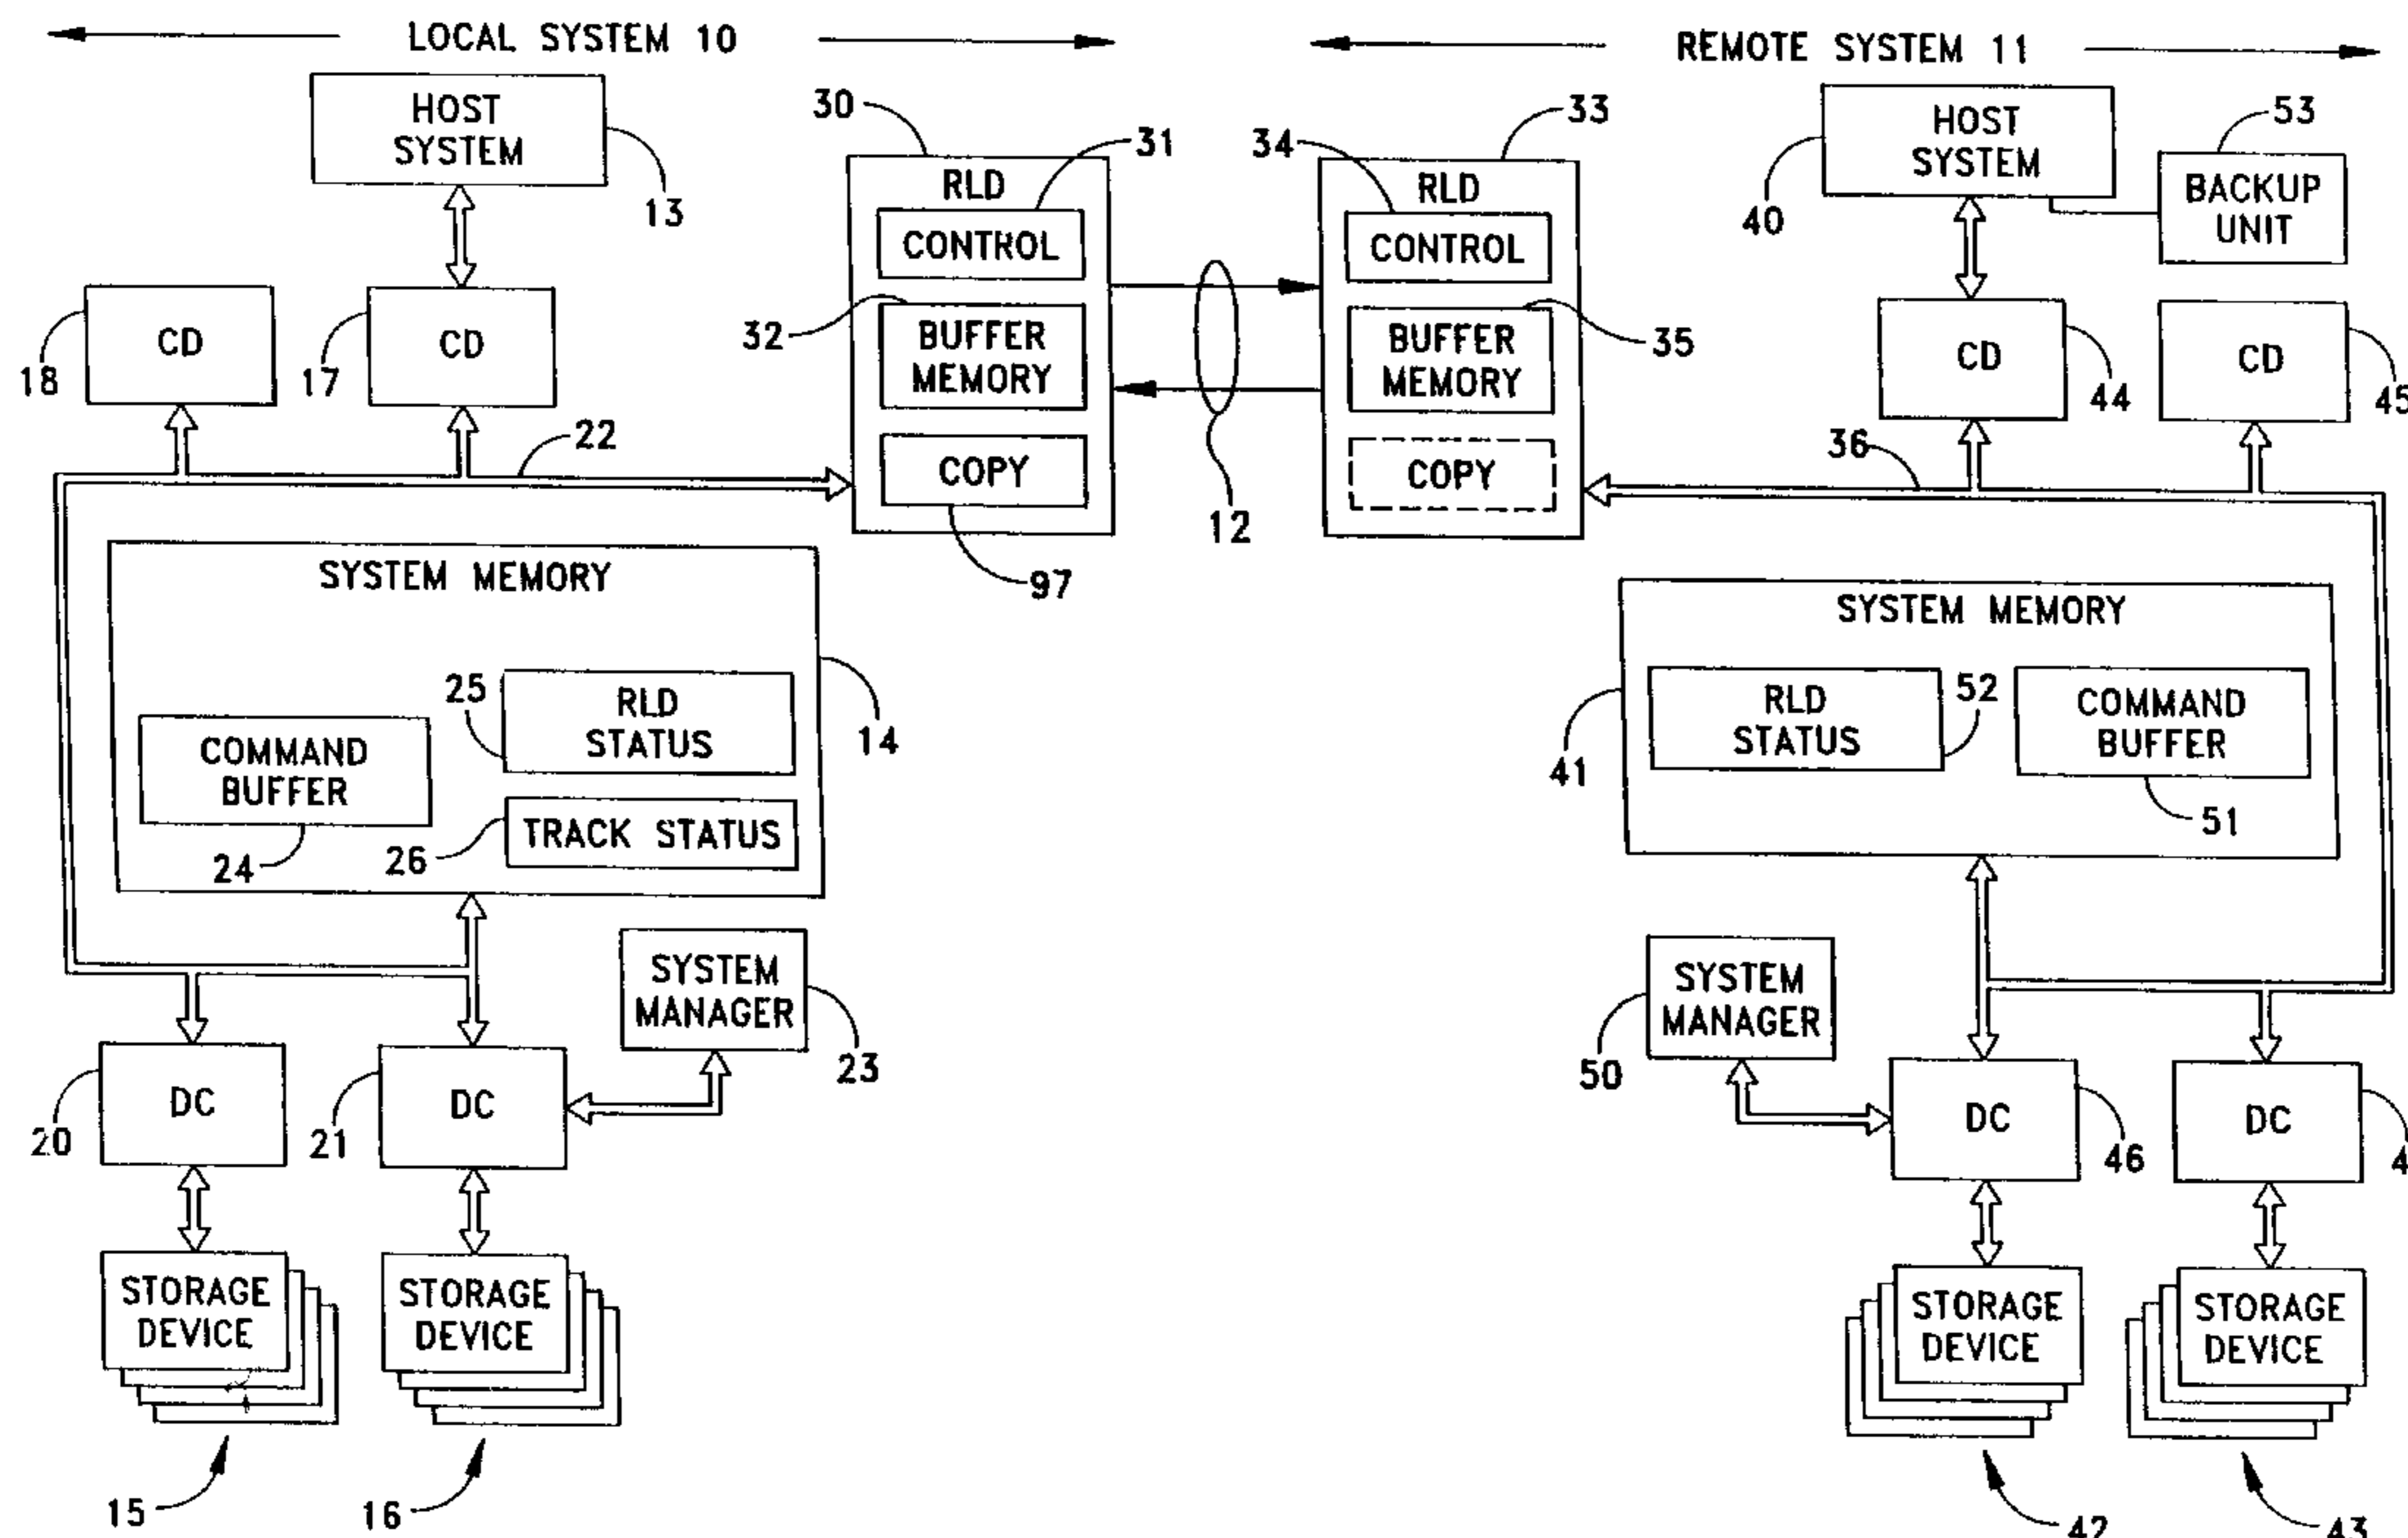 LOCAL SYSTEM 10
REMOTE SYSTEM 11
HOST
SYSTEM
13
30
31
RLD
CONTROL
32
BUFFER
MEMORY
COPY
97
12
34
33
RLD
CONTROL
BUFFER
MEMORY
35
COPY
HOST
SYSTEM
40
53
BACKUP
UNIT
18
CD
17
CD
22
CD
44
CD
45
36
SYSTEM MEMORY
25
RLD
STATUS
14
COMMAND
BUFFER
24
26
TRACK STATUS
SYSTEM MEMORY
RLD
STATUS
52
COMMAND
BUFFER
51
41
SYSTEM
MANAGER
23
20
DC
21
DC
SYSTEM
MANAGER
50
DC
46
DC
STORAGE
DEVICE
STORAGE
DEVICE
STORAGE
DEVICE
STORAGE
DEVICE
15
16
42
43